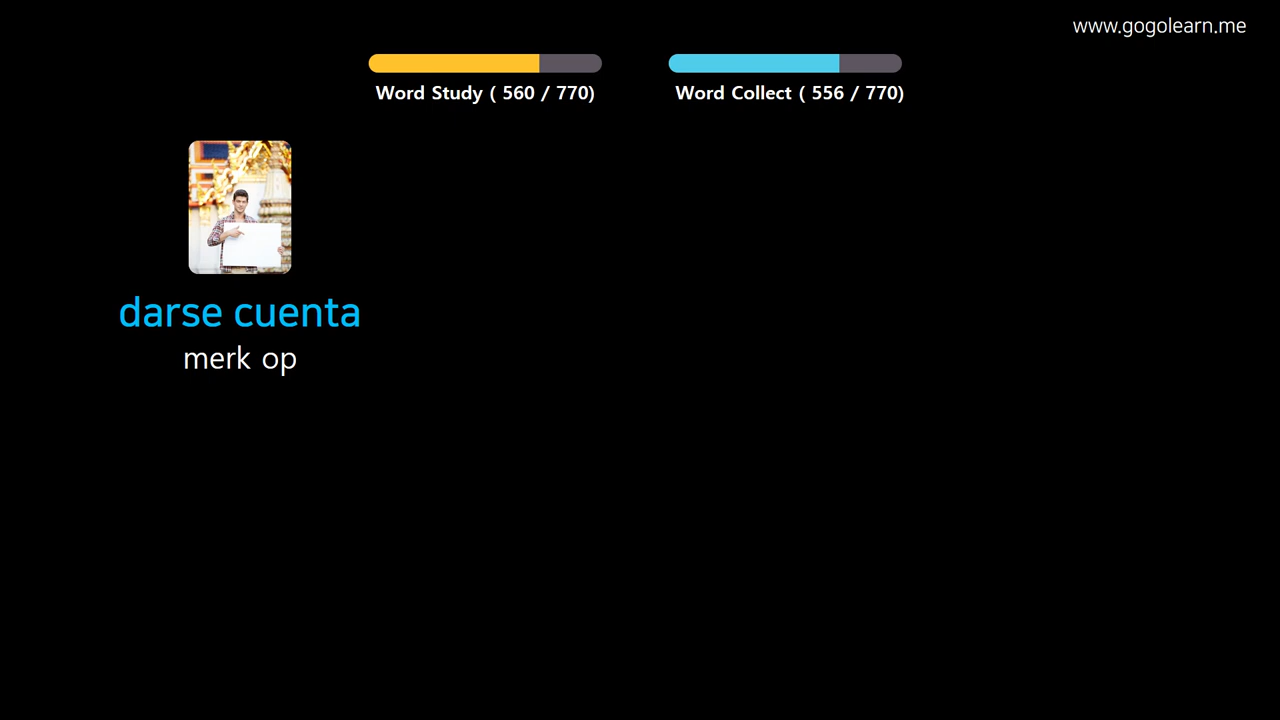 www.gogolearn.me
Word Study ( 560 / 770)
Word Collect ( 556 / 770)
darse cuenta
merk op